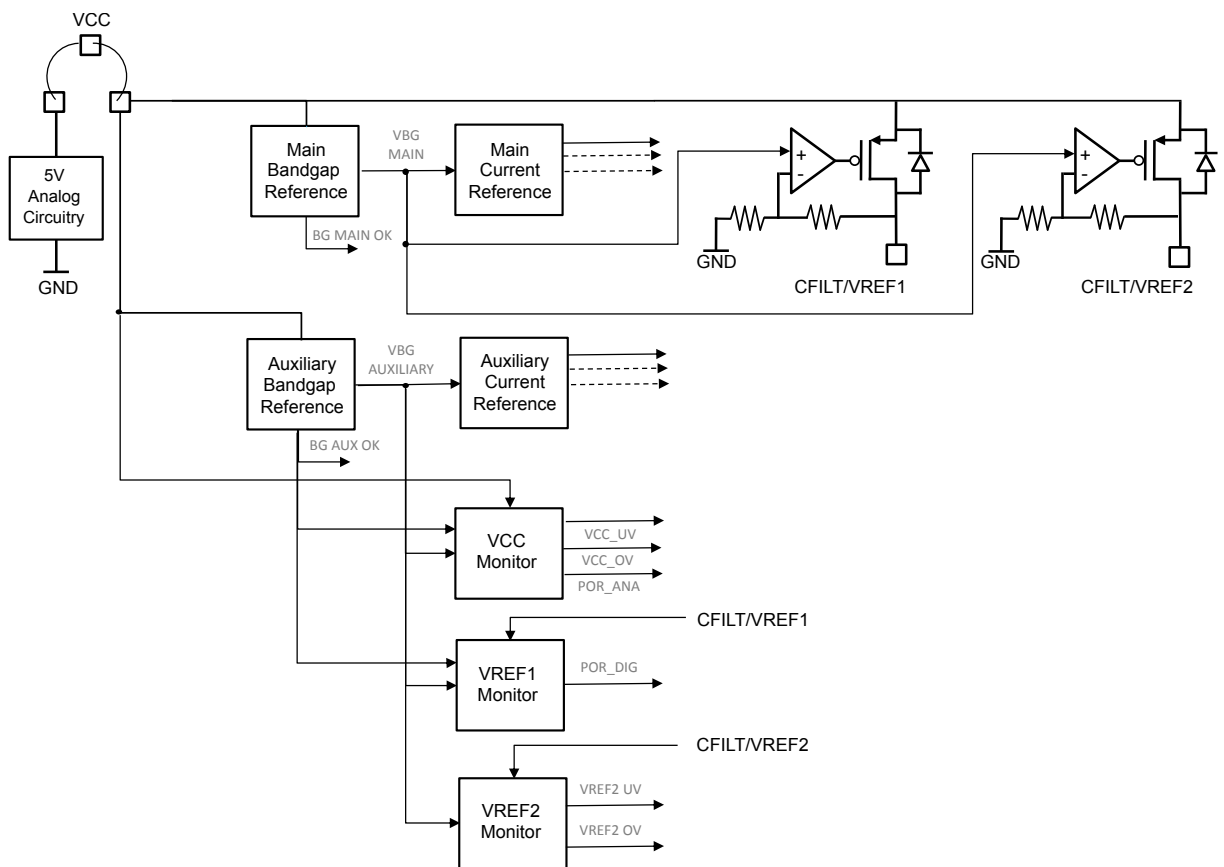 VCC
5V
Analog
Circuitry
GND
Main
Bandgap
Reference
VBG
MAIN
BG MAIN OK
Main
Current
Reference
+
-
GND
CFILT/VREF1
+
-
GND
CFILT/VREF2
Auxiliary
Bandgap
Reference
VBG
AUXILIARY
BG AUX OK
Auxiliary
Current
Reference
VCC
Monitor
VCC_UV
VCC_OV
POR_ANA
CFILT/VREF1
VREF1
Monitor
POR_DIG
CFILT/VREF2
VREF2
Monitor
VREF2 UV
VREF2 OV